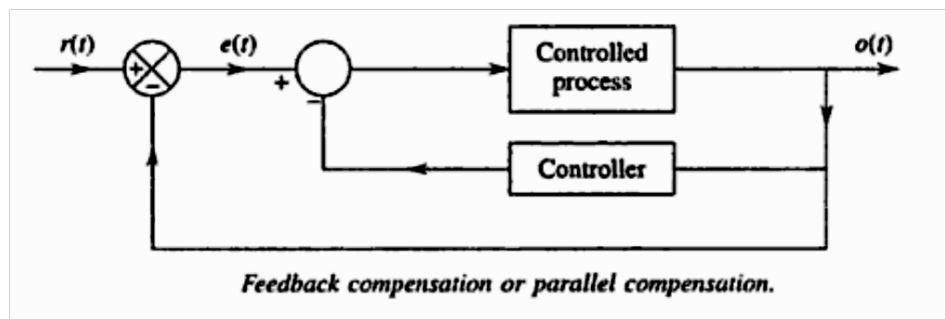 r(t) e(t) Controlled process o(t)
+ − + −
Controller
Feedback compensation or parallel compensation.